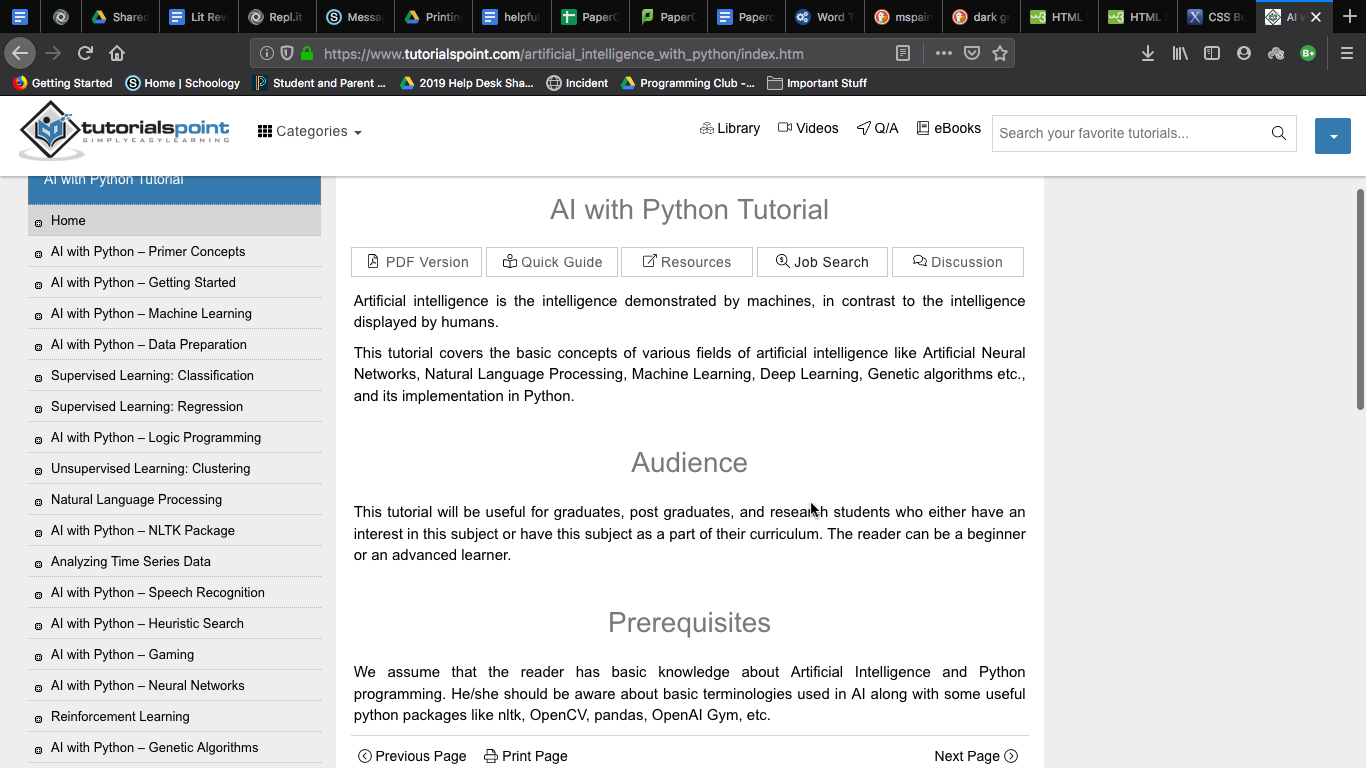 Shared
Lit Rev
Repl.it
Messa
Printin
helpful
PaperC
PaperC
Paperc
Word T
mspain
dark g
HTML
HTML
CSS B
AI w
https://www.tutorialspoint.com/artificial_intelligence_with_python/index.htm
Getting Started
Home | Schoology
Student and Parent ...
2019 Help Desk Sha...
Incident
Programming Club -...
Important Stuff
tutorialspoint
SIMPLYEASYLEARNING
Categories
Library
Videos
Q/A
eBooks
Search your favorite tutorials...
AI with Python Tutorial
Home
AI with Python – Primer Concepts
AI with Python – Getting Started
AI with Python – Machine Learning
AI with Python – Data Preparation
Supervised Learning: Classification
Supervised Learning: Regression
AI with Python – Logic Programming
Unsupervised Learning: Clustering
Natural Language Processing
AI with Python – NLTK Package
Analyzing Time Series Data
AI with Python – Speech Recognition
AI with Python – Heuristic Search
AI with Python – Gaming
AI with Python – Neural Networks
Reinforcement Learning
AI with Python – Genetic Algorithms
AI with Python Tutorial
PDF Version
Quick Guide
Resources
Job Search
Discussion
Artificial intelligence is the intelligence demonstrated by machines, in contrast to the intelligence
displayed by humans.
This tutorial covers the basic concepts of various fields of artificial intelligence like Artificial Neural
Networks, Natural Language Processing, Machine Learning, Deep Learning, Genetic algorithms etc.,
and its implementation in Python.
Audience
This tutorial will be useful for graduates, post graduates, and research students who either have an
interest in this subject or have this subject as a part of their curriculum. The reader can be a beginner
or an advanced learner.
Prerequisites
We assume that the reader has basic knowledge about Artificial Intelligence and Python
programming. He/she should be aware about basic terminologies used in AI along with some useful
python packages like nltk, OpenCV, pandas, OpenAI Gym, etc.
Previous Page
Print Page
Next Page